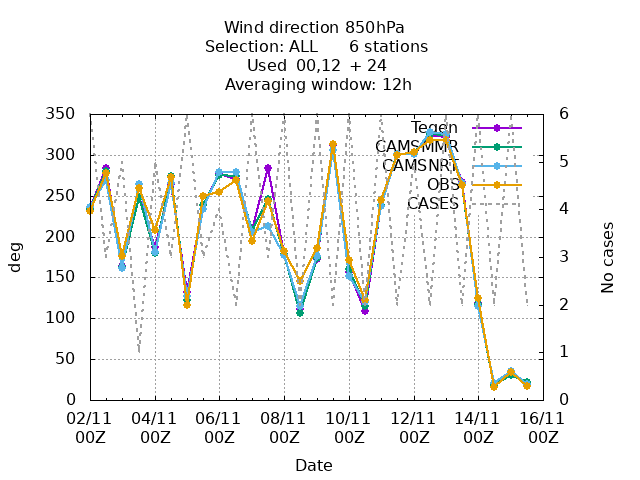 Wind direction 850hPa
Selection: ALL 6 stations
Used 00,12 + 24
Averaging window: 12h
350
300
250
200
150
100
50
0
deg
6
5
4
3
2
1
0
No cases
Tegen
CAMSIMR
CAMSNRT
OBS
CASES
02/11 04/11 06/11 08/11 10/11 12/11 14/11 16/11
00Z 00Z 00Z 00Z 00Z 00Z 00Z 00Z
Date